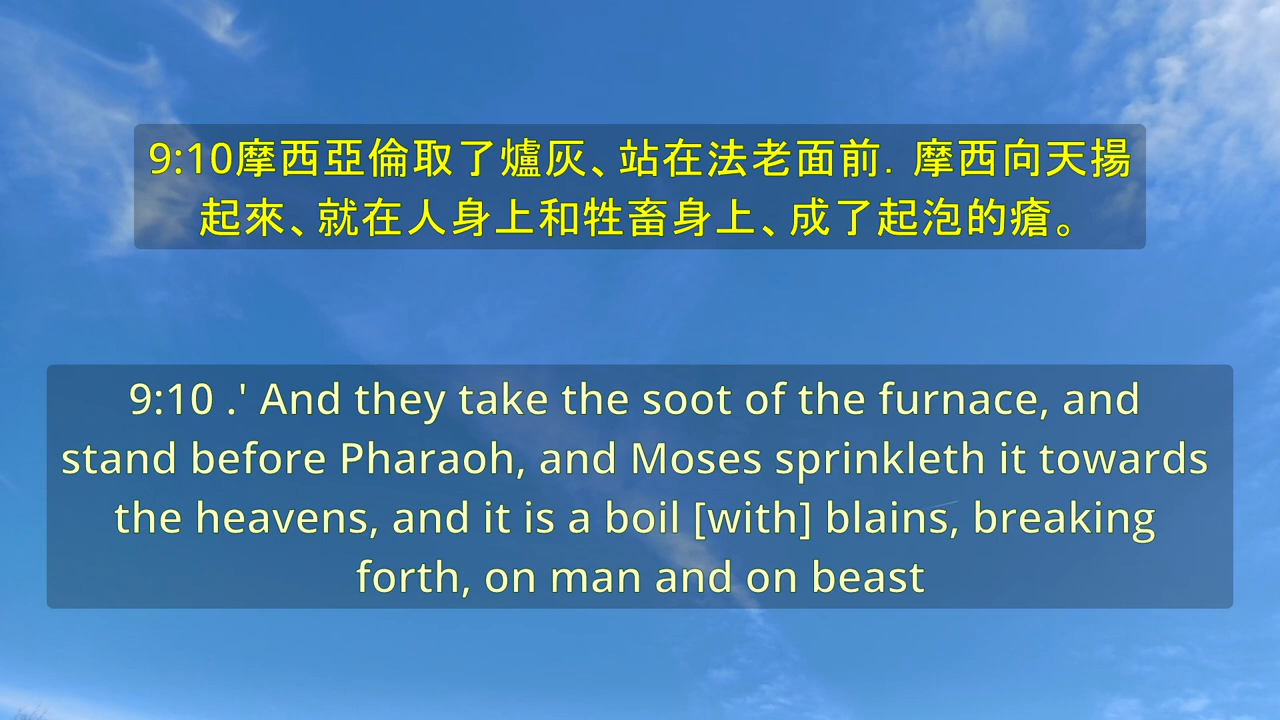 9:10摩西亞倫取了爐灰、站在法老面前．摩西向天揚
起來、就在人身上和牲畜身上、成了起泡的瘡。
9:10 .' And they take the soot of the furnace, and
stand before Pharaoh, and Moses sprinkleth it towards
the heavens, and it is a boil [with] blains, breaking
forth, on man and on beast